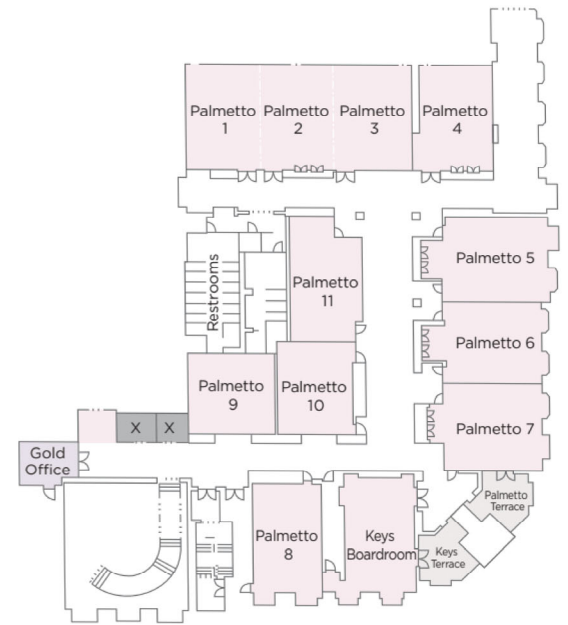 Palmetto
1
Palmetto
2
Palmetto
3
Palmetto
4
Palmetto 5
Restrooms
Palmetto
11
Palmetto 6
Palmetto
9
Palmetto
10
Palmetto 7
X
X
Gold
Office
Palmetto
Terrace
Palmetto
8
Keys
Boardroom
Keys
Terrace